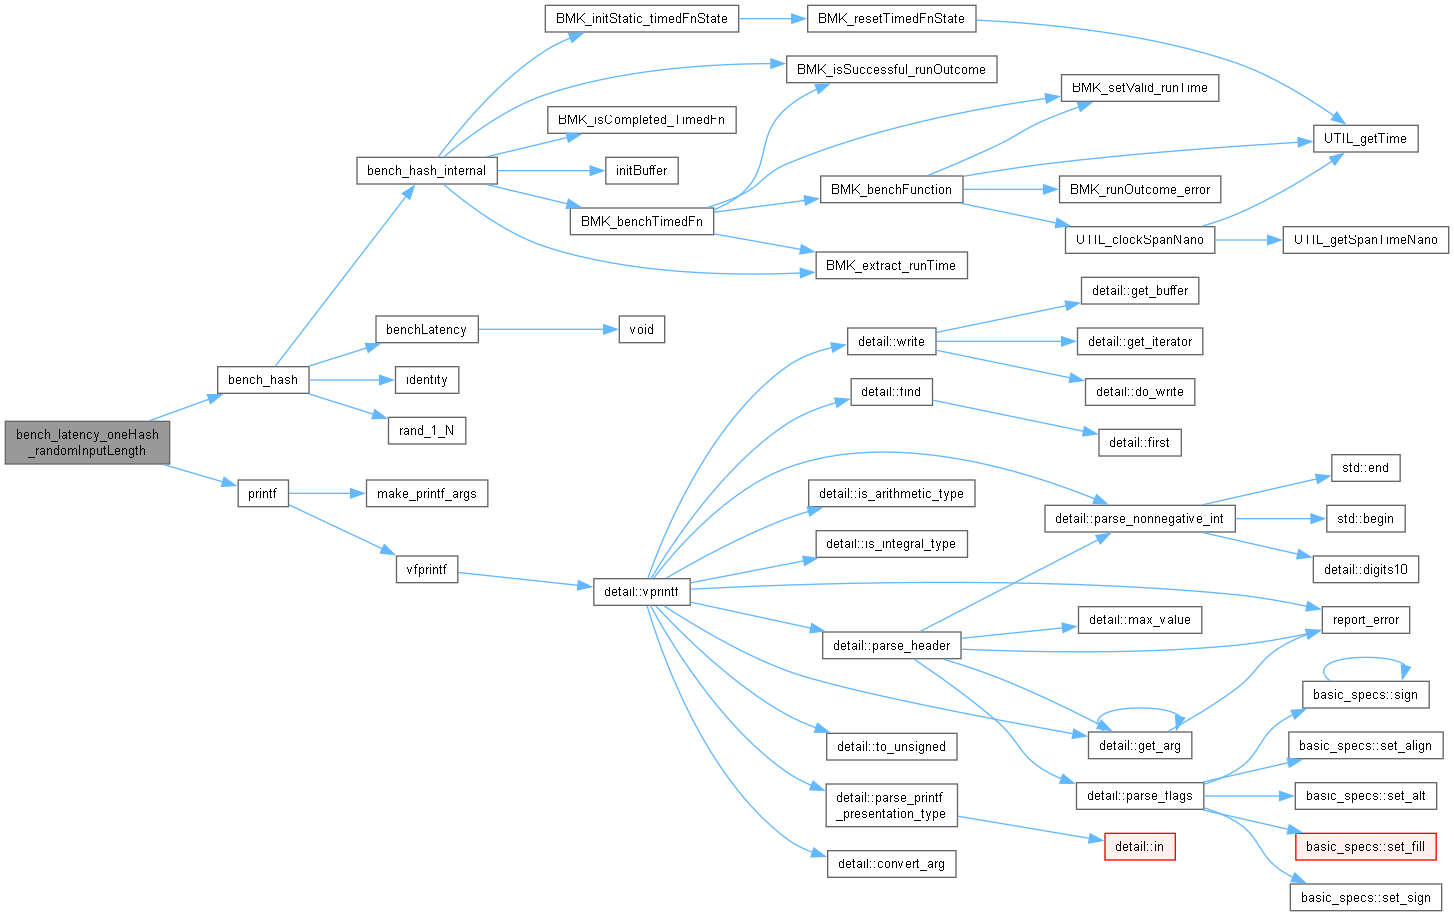 BMK_initStatic_timedFnState
BMK_resetTimedFnState
BMK_isSuccessful_runOutcome
BMK_setValid_runTime
BMK_isCompleted_TimedFn
UTIL_getTime
bench_hash_internal
initBuffer
BMK_benchFunction
BMK_runOutcome_error
BMK_benchTimedFn
UTIL_clockSpanNano
UTIL_getSpanTimeNano
BMK_extract_runTime
detail::get_buffer
benchLatency
void
detail::write
detail::get_iterator
bench_hash
identity
detail::find
detail::do_write
rand_1_N
detail::first
bench_latency_oneHash
_randomInputLength
std::end
printf
make_printf_args
detail::is_arithmetic_type
detail::parse_nonnegative_int
std::begin
detail::is_integral_type
vfprintf
detail::digits10
detail::vprintf
detail::max_value
report_error
detail::parse_header
basic_specs::sign
detail::to_unsigned
detail::get_arg
basic_specs::set_align
detail::parse_printf
_presentation_type
detail::parse_flags
basic_specs::set_alt
detail::in
basic_specs::set_fill
detail::convert_arg
basic_specs::set_sign